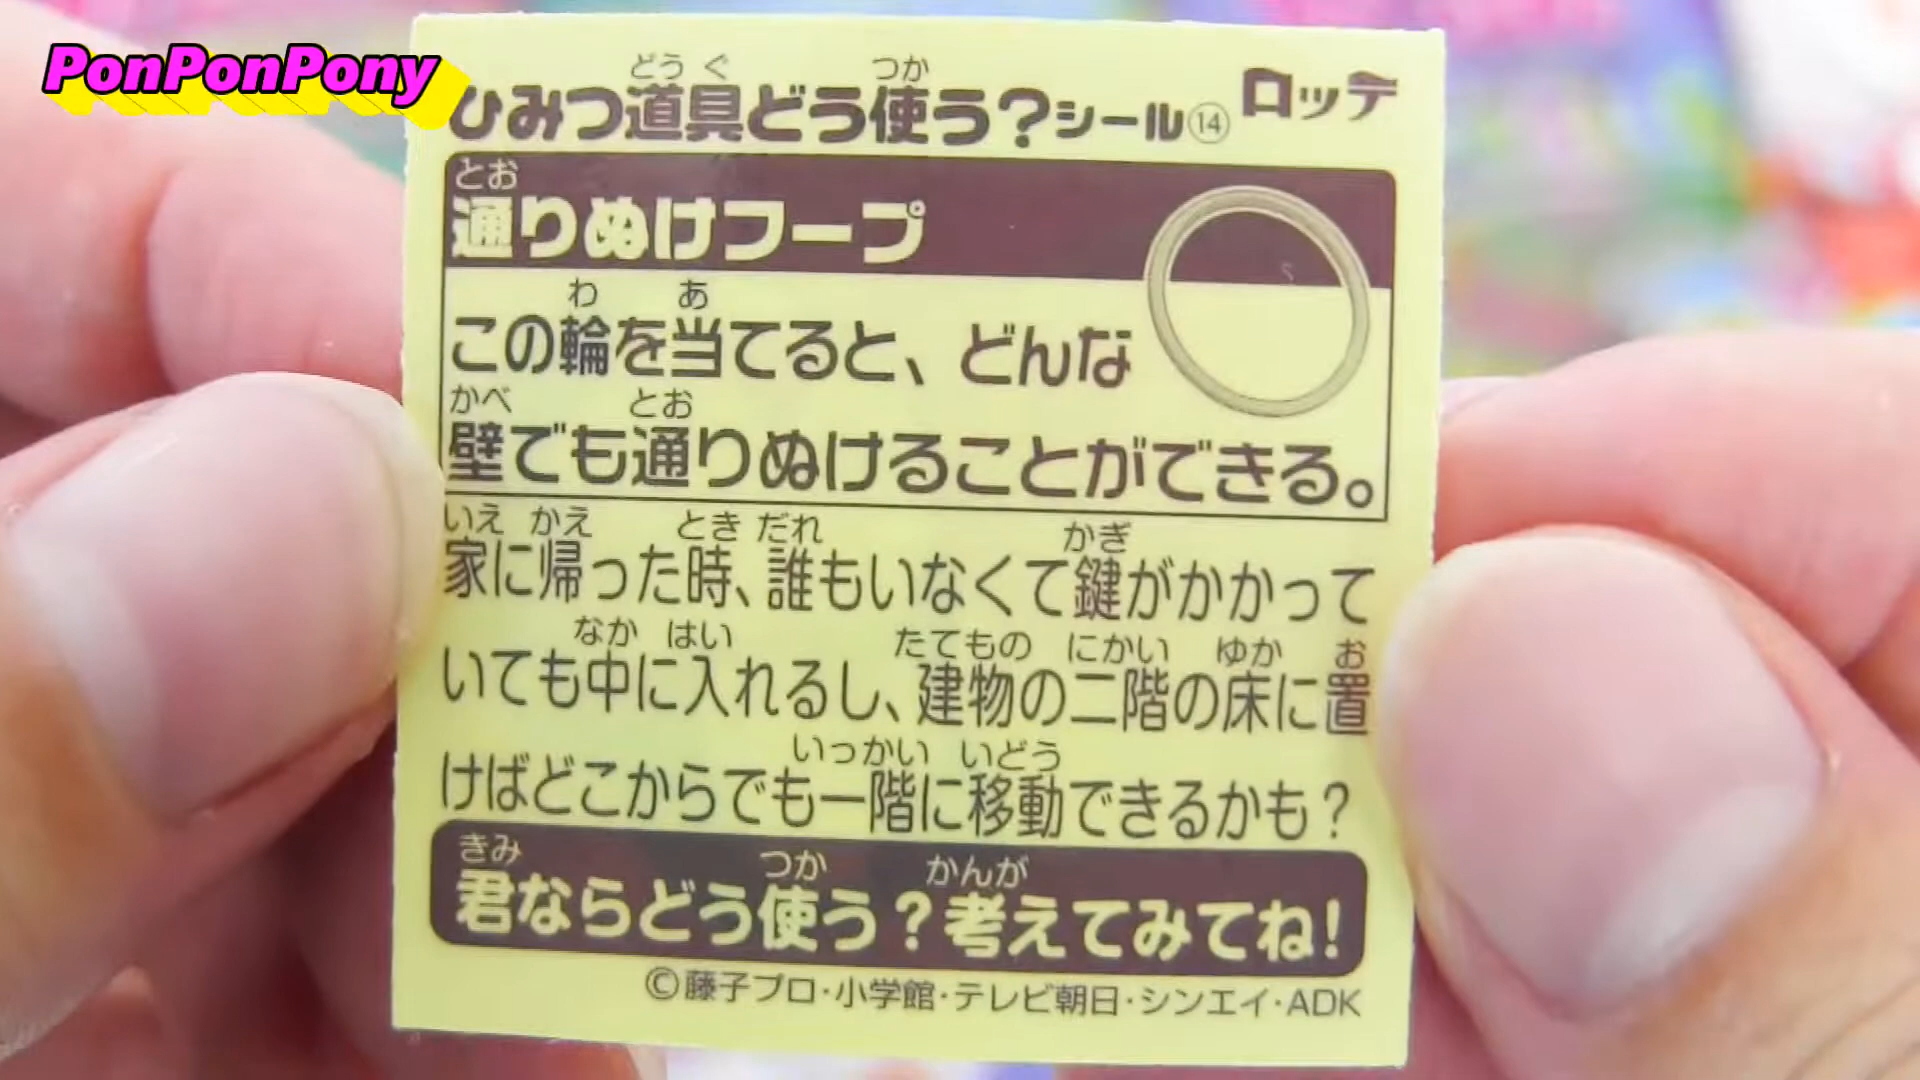 PonPonPony
どう ぐ つか
ひみつ道具どう使う?シール⑭ ロッテ
とお
通りぬけフープ
わ あ
この輪を当てると、どんな
かべ とお
壁でも通りぬけることができる。
いえ かえ とき だれ かぎ
家に帰った時、誰もいなくて鍵がかかって
なか はい たてもの にかい ゆか お
いても中に入れるし、建物の二階の床に置
いっかい いどう
けばどこからでも一階に移動できるかも?
きみ つか かんが
君ならどう使う?考えてみてね!
©藤子プロ・小学館・テレビ朝日・シンエイ・ADK